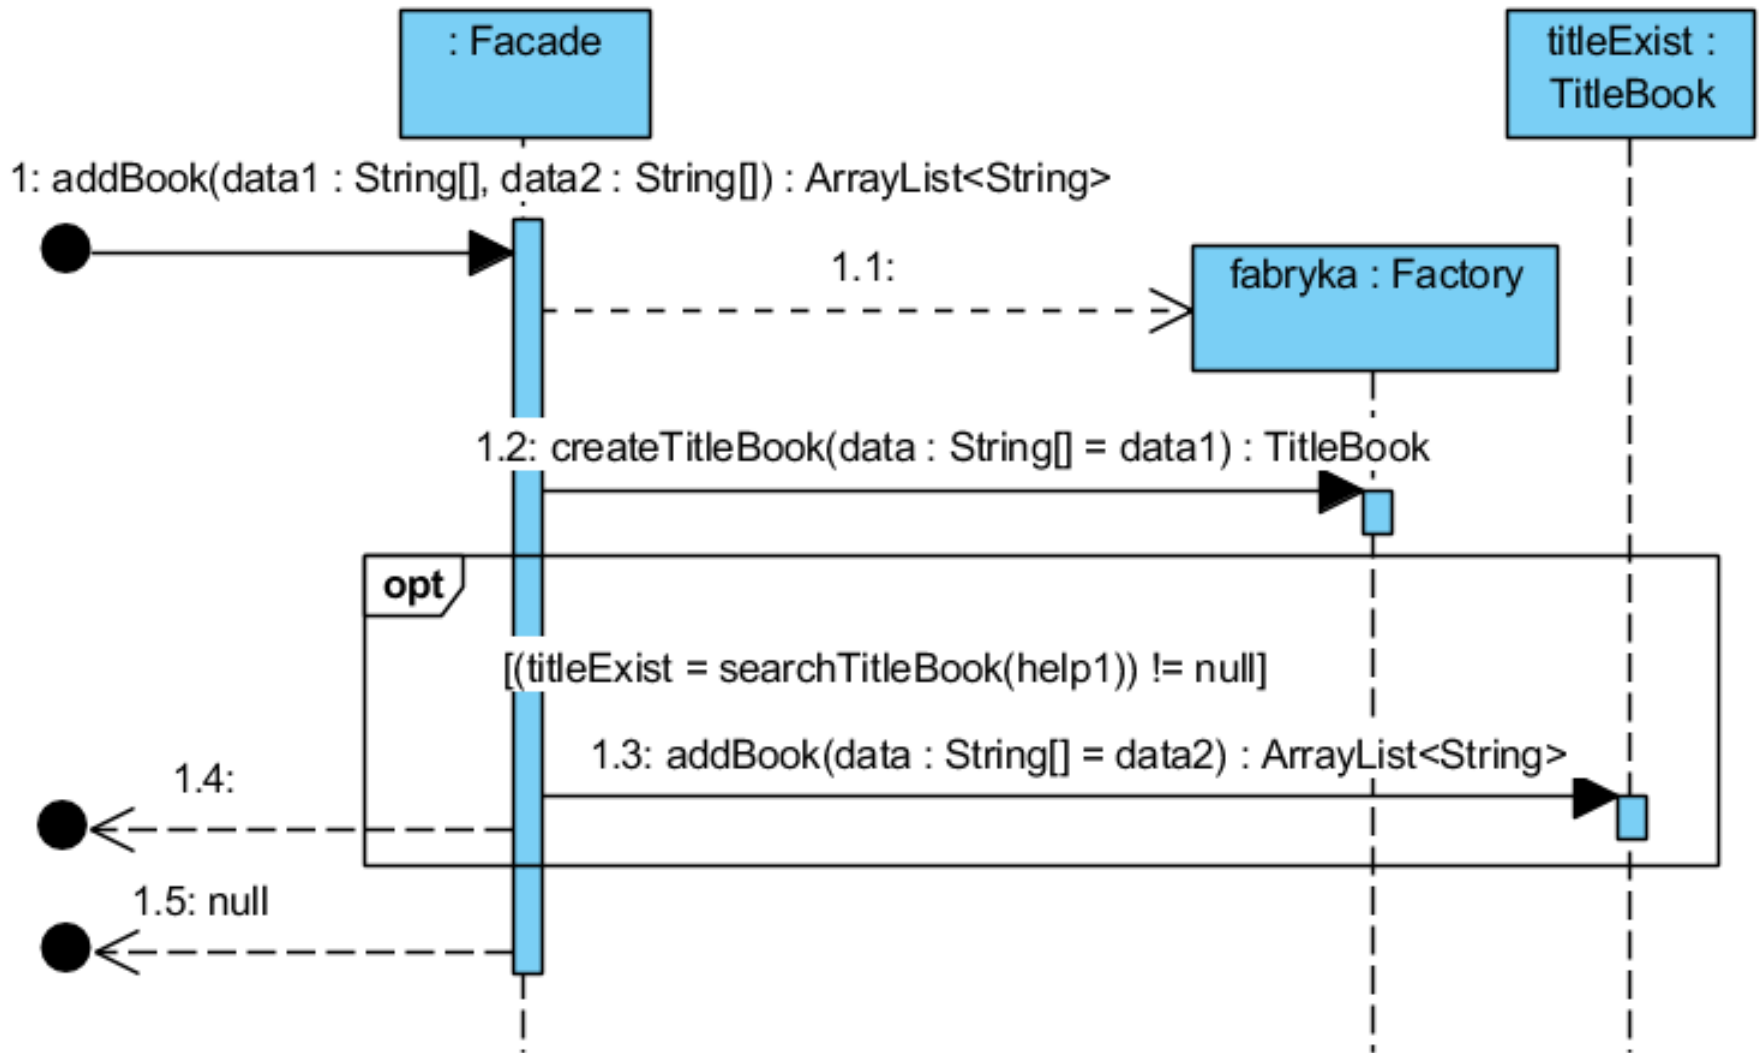 : Facade
titleExist :
TitleBook
1: addBook(data1 : String[], data2 : String[]) : ArrayList<String>
1.1:
fabryka : Factory
1.2: createTitleBook(data : String[] = data1) : TitleBook
opt
[(titleExist = searchTitleBook(help1)) != null]
1.3: addBook(data : String[] = data2) : ArrayList<String>
1.4:
1.5: null